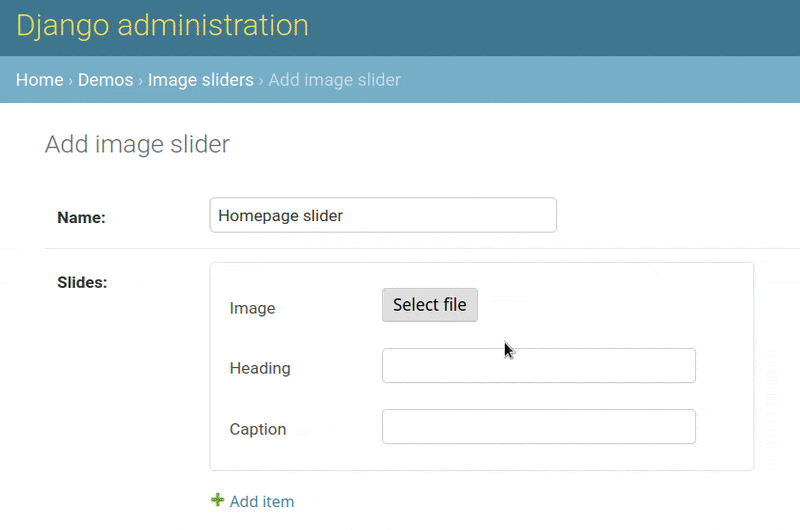 Django administration
Home › Demos › Image sliders › Add image slider
Add image slider
Name: Homepage slider
Slides:
Image Select file
Heading
Caption
Add item